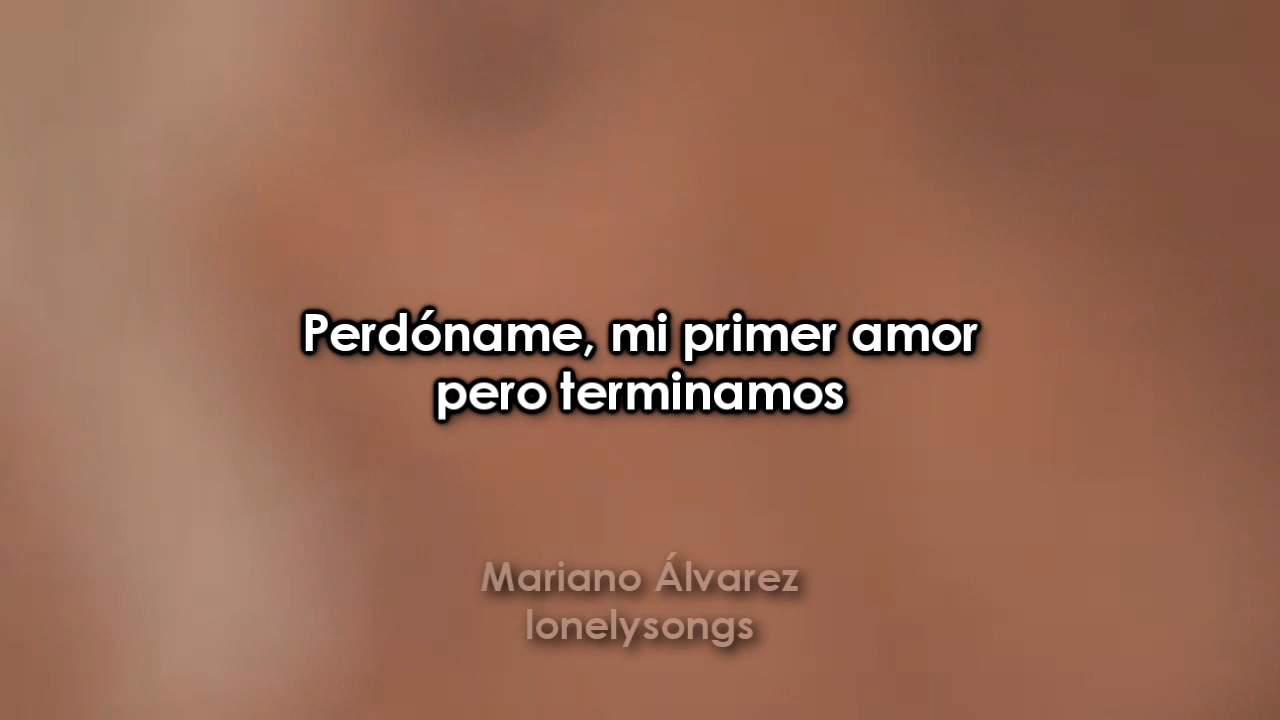 Perdóname, mi primer amor
pero terminamos
Mariano Álvarez
lonelysongs